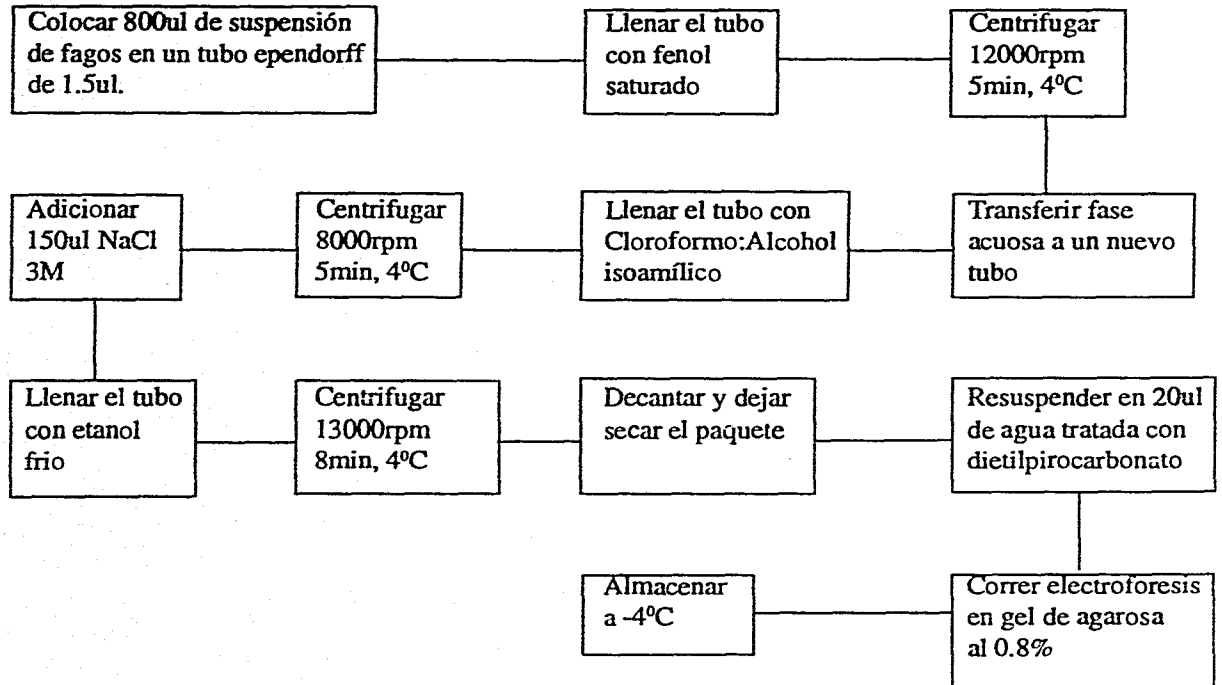 Colocar 800ul de suspensión
de fagos en un tubo ependorff
de 1.5ul.
Llenar el tubo
con fenol
saturado
Centrifugar
12000rpm
5min, 4ºC
Transferir fase
acuosa a un nuevo
tubo
Llenar el tubo con
Cloroformo:Alcohol
isoamílico
Centrifugar
8000rpm
5min, 4ºC
Adicionar
150ul NaCl
3M
Llenar el tubo
con etanol
frio
Centrifugar
13000rpm
8min, 4ºC
Decantar y dejar
secar el paquete
Resuspender en 20ul
de agua tratada con
dietilpirocarbonato
Correr electroforesis
en gel de agarosa
al 0.8%
Almacenar
a -4ºC